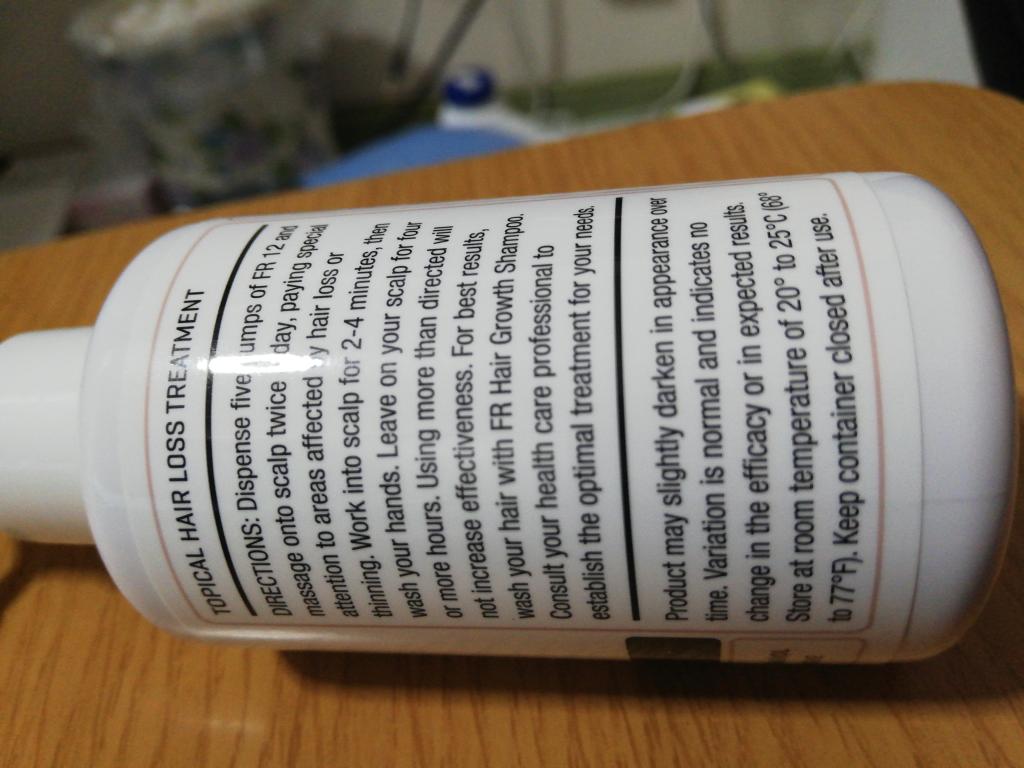 TOPICAL HAIR LOSS TREATMENT
DIRECTIONS: Dispense five umps of FR 12 and
massage onto scalp twice day, paying special
attention to areas affected y hair loss or
thinning. Work into scalp for 2-4 minutes, then
wash your hands. Leave on your scalp for four
or more hours. Using more than directed will
not increase effectiveness. For best results,
wash your hair with FR Hair Growth Shampoo.
Consult your health care professional to
establish the optimal treatment for your needs.
Product may slightly darken in appearance over
time. Variation is normal and indicates no
change in the efficacy or in expected results.
Store at room temperature of 20° to 25°C (68°
to 77°F). Keep container closed after use.